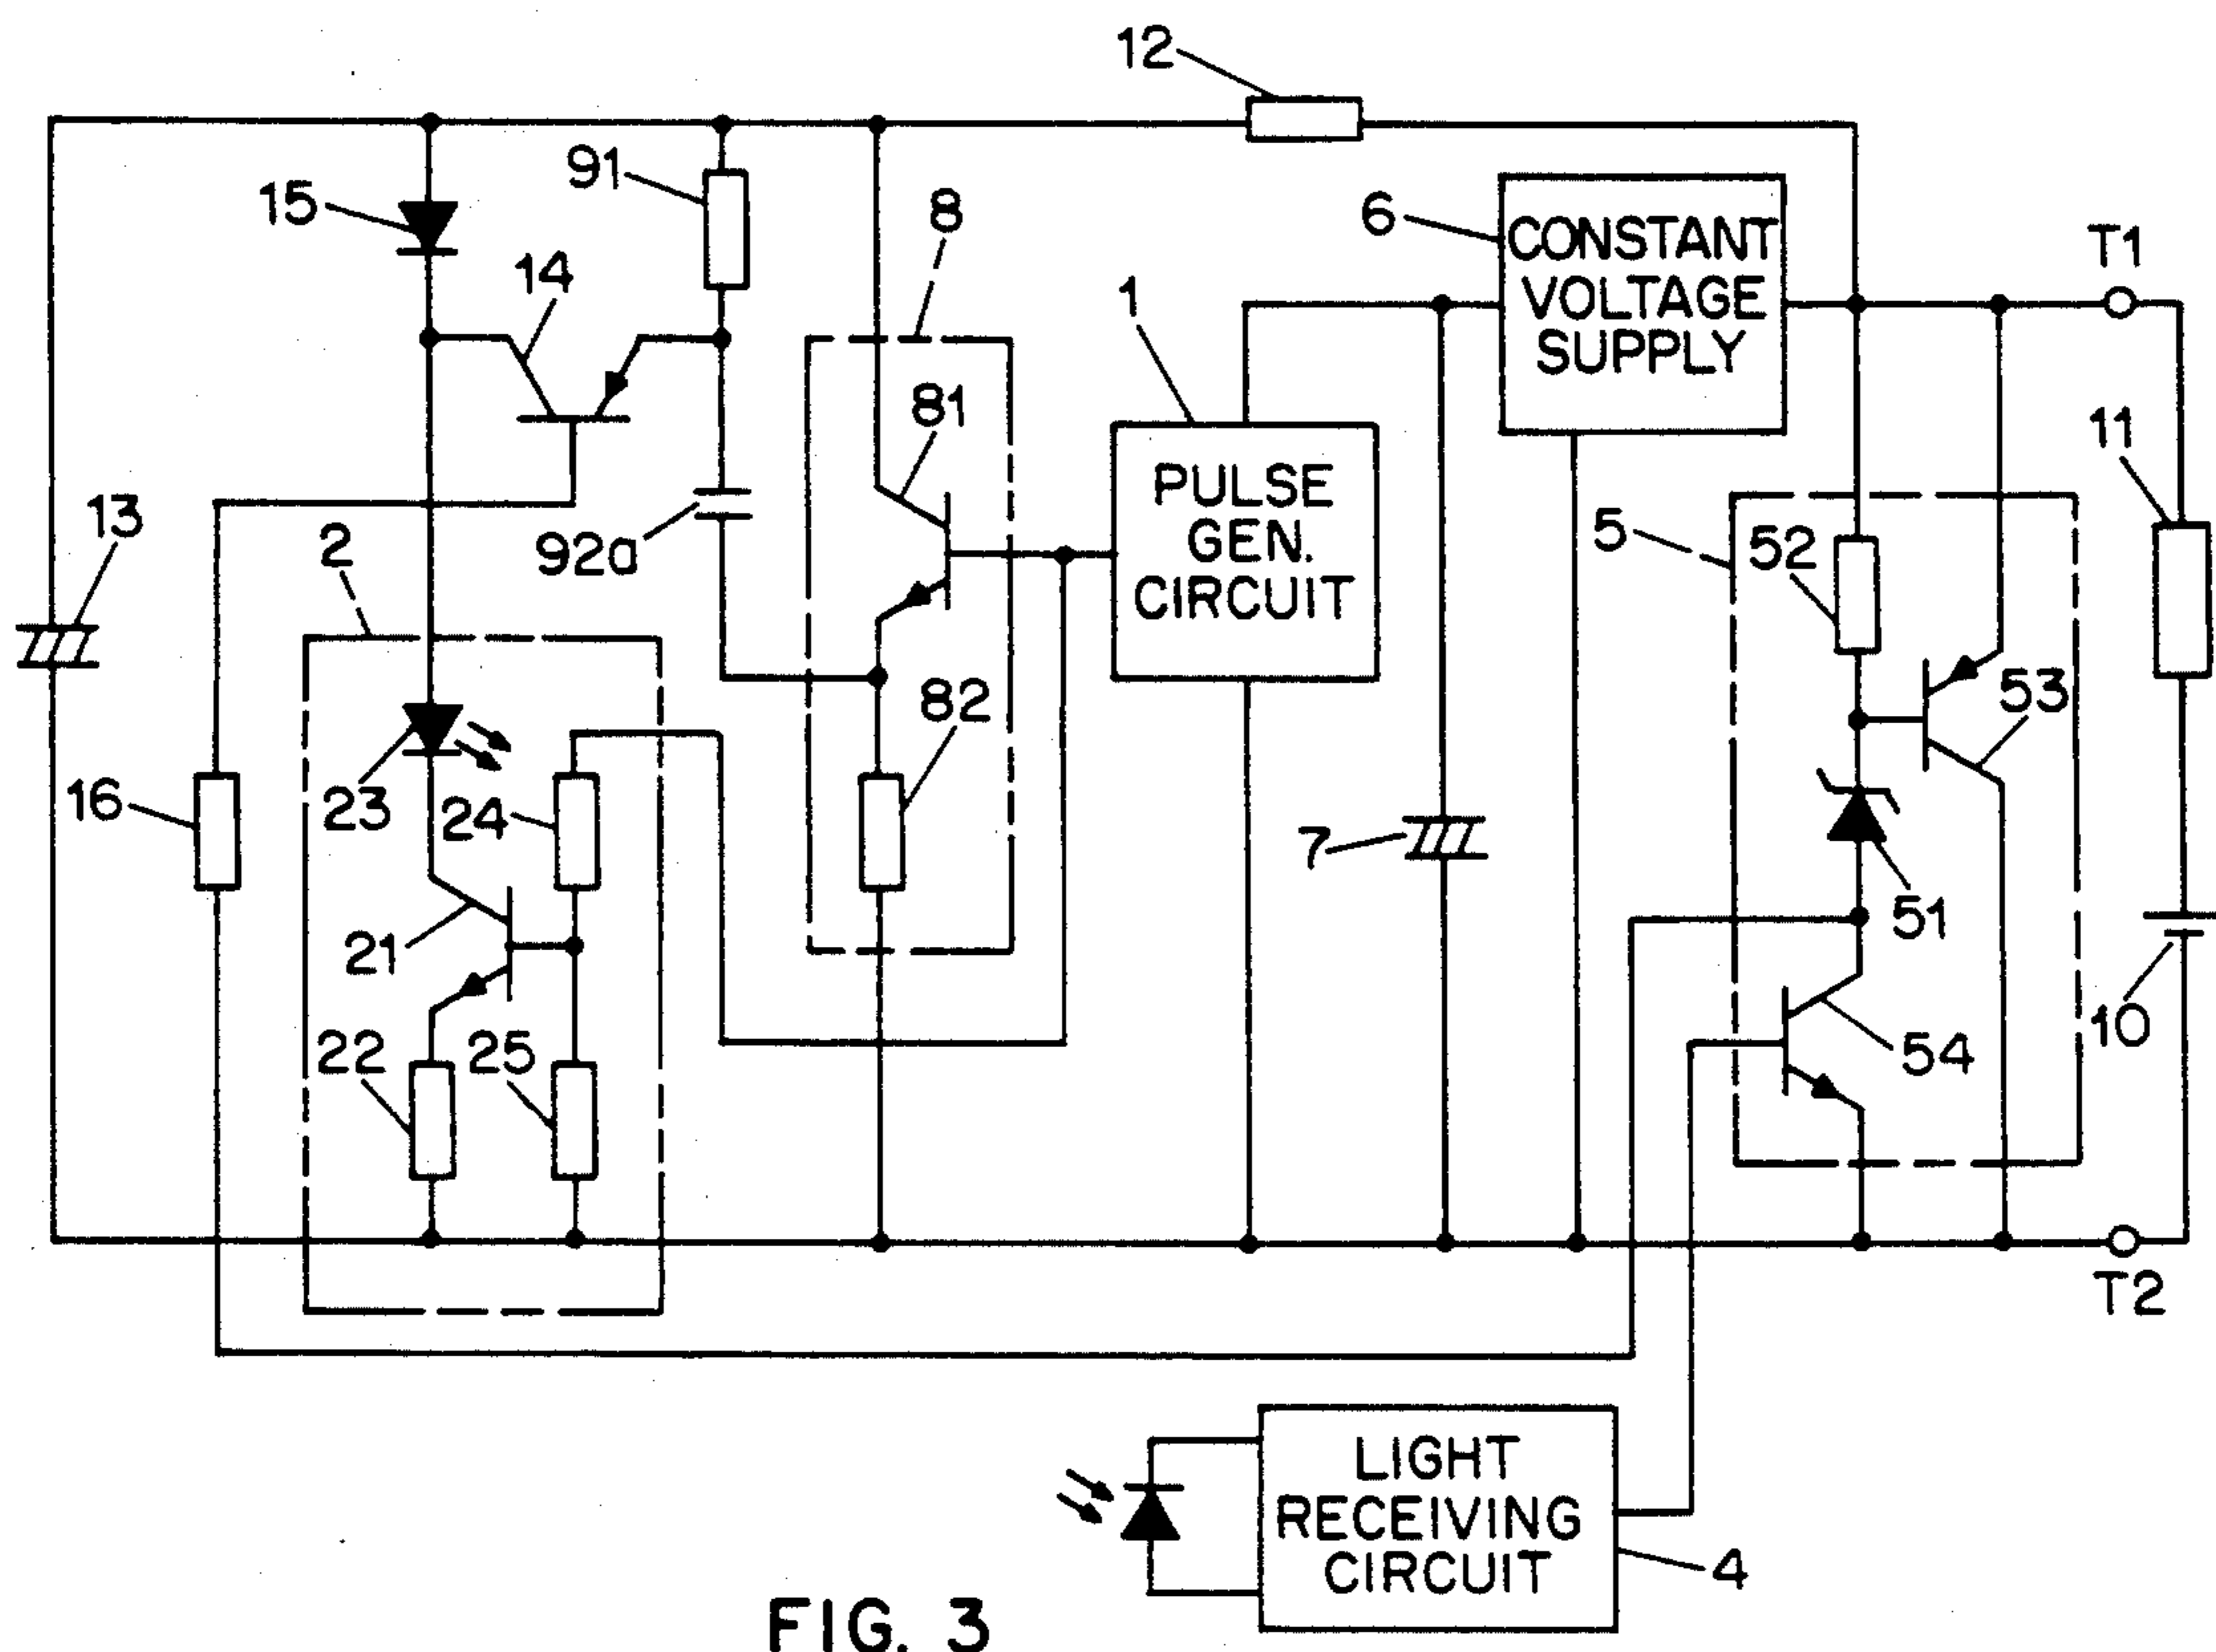 12
91
15
8
6
CONSTANT
VOLTAGE
SUPPLY
T1
14
1
81
11
PULSE
GEN.
CIRCUIT
13
2
92a
5
52
82
53
16
23
24
7
51
21
10
22
25
54
T2
LIGHT
RECEIVING
CIRCUIT
4
FIG. 3